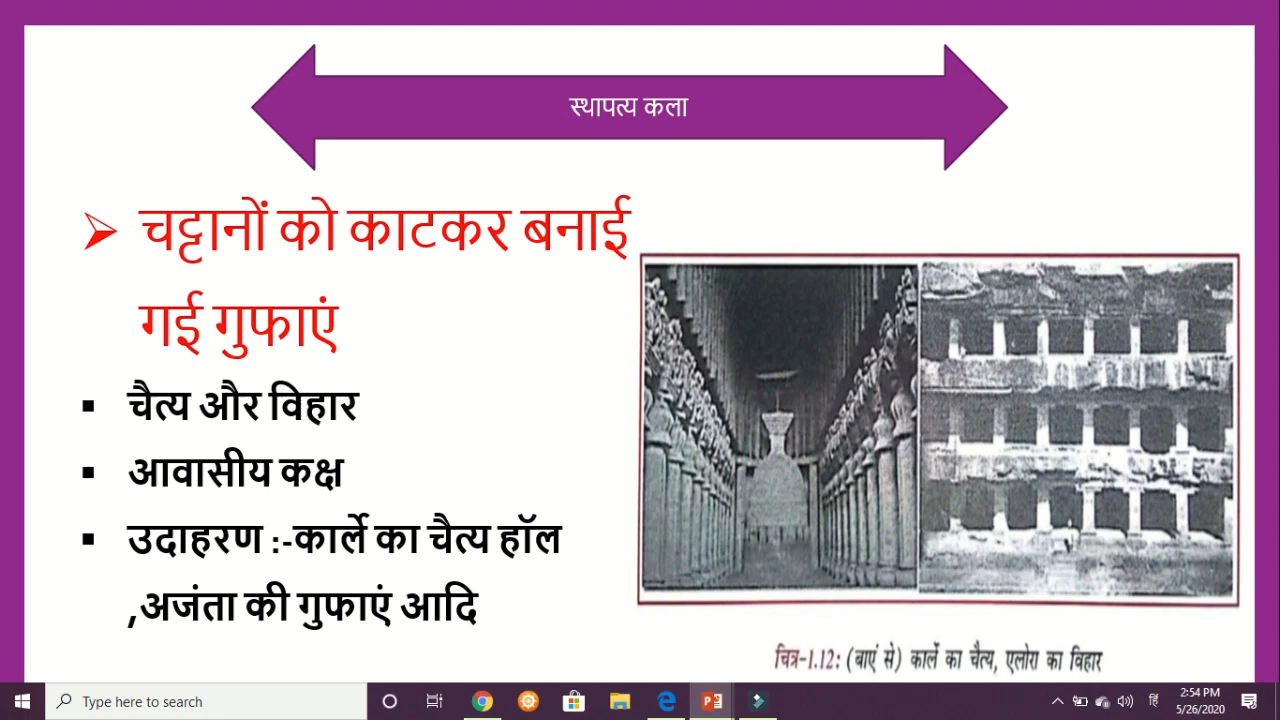 स्थापत्य कला
➢ चट्टानों को काटकर बनाई
गई गुफाएं
▪ चैत्य और विहार
▪ आवासीय कक्ष
▪ उदाहरण :-कार्ले का चैत्य हॉल
,अजंता की गुफाएं आदि
चित्र-1.12: (बाएं से) कार्ले का चैत्य, एलोरा का विहार
Type here to search
हिं
2:54 PM
5/26/2020